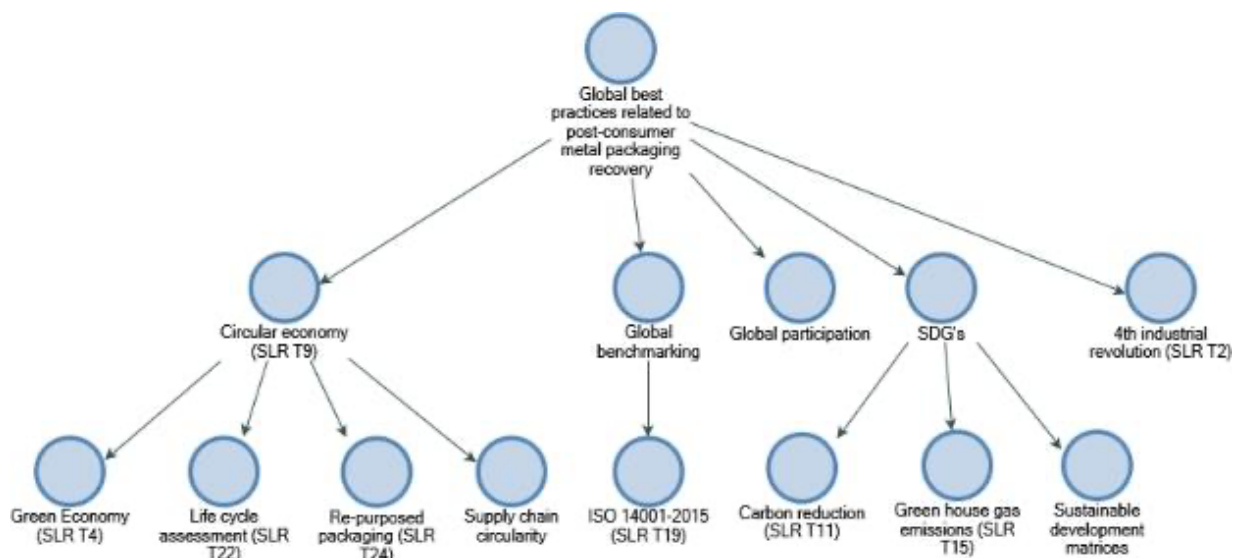 Global best
practices related to
post-consumer
metal packaging
recovery
Circular economy
(SLR T9)
Global
benchmarking
Global participation
SDG's
4th industrial
revolution (SLR T2)
Green Economy
(SLR T4)
Life cycle
assessment (SLR
T22)
Re-purposed
packaging (SLR
T24)
Supply chain
circularity
ISO 14001-2015
(SLR T19)
Carbon reduction
(SLR T11)
Green house gas
emissions (SLR
T15)
Sustainable
development
matrices